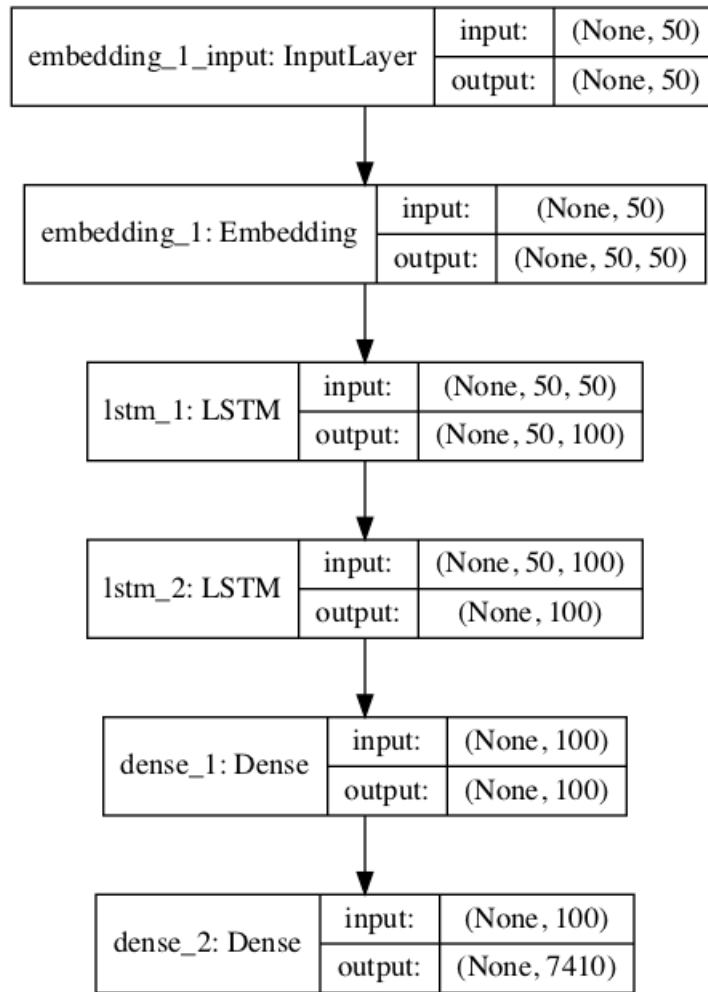 embedding_1_input: InputLayer
input: (None, 50)
output: (None, 50)
embedding_1: Embedding
input: (None, 50)
output: (None, 50, 50)
lstm_1: LSTM
input: (None, 50, 50)
output: (None, 50, 100)
lstm_2: LSTM
input: (None, 50, 100)
output: (None, 100)
dense_1: Dense
input: (None, 100)
output: (None, 100)
dense_2: Dense
input: (None, 100)
output: (None, 7410)